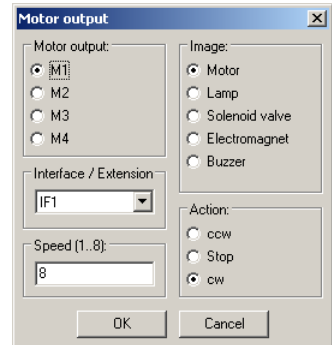 Motor output
Motor output:
M1
M2
M3
M4
Interface / Extension
IF1
Speed (1..8):
8
Image:
Motor
Lamp
Solenoid valve
Electromagnet
Buzzer
Action:
ccw
Stop
cw
OK
Cancel